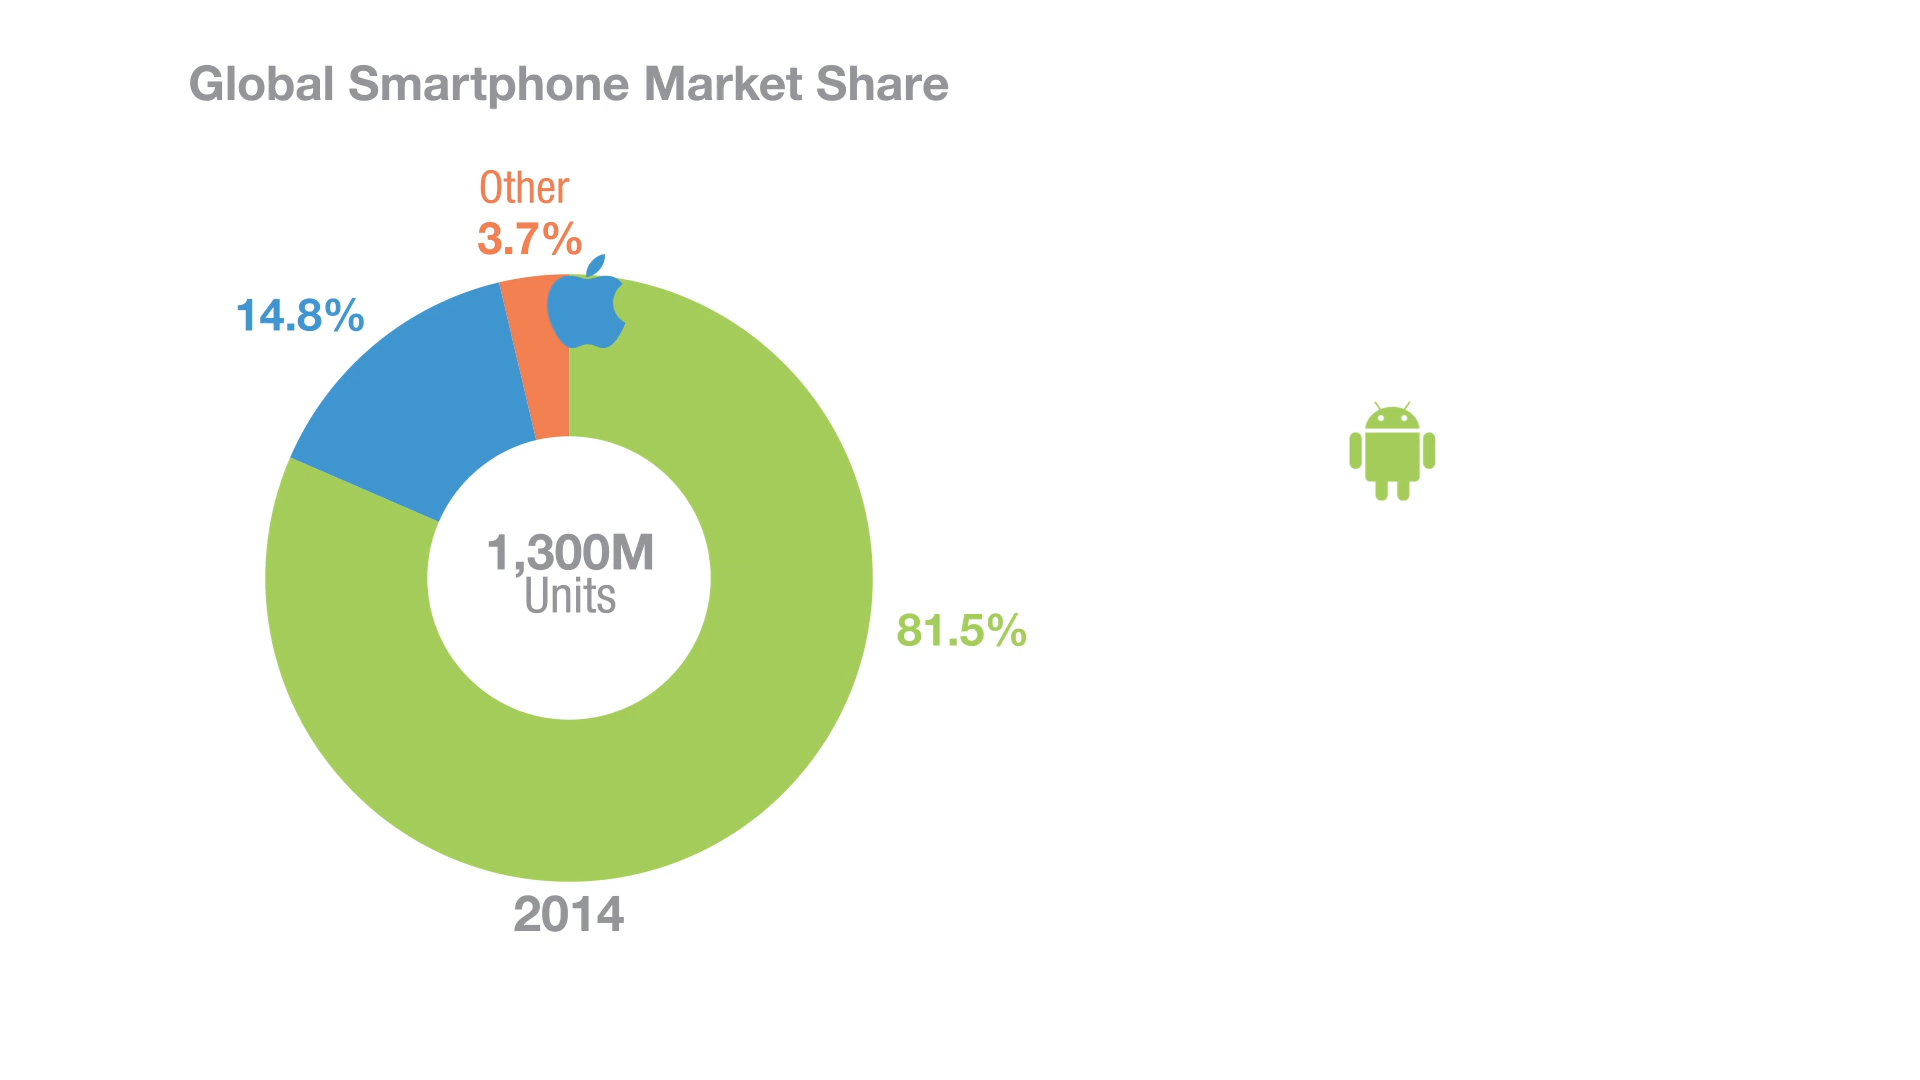 Global Smartphone Market Share
Other
3.7%
14.8%
1,300M
Units
81.5%
2014